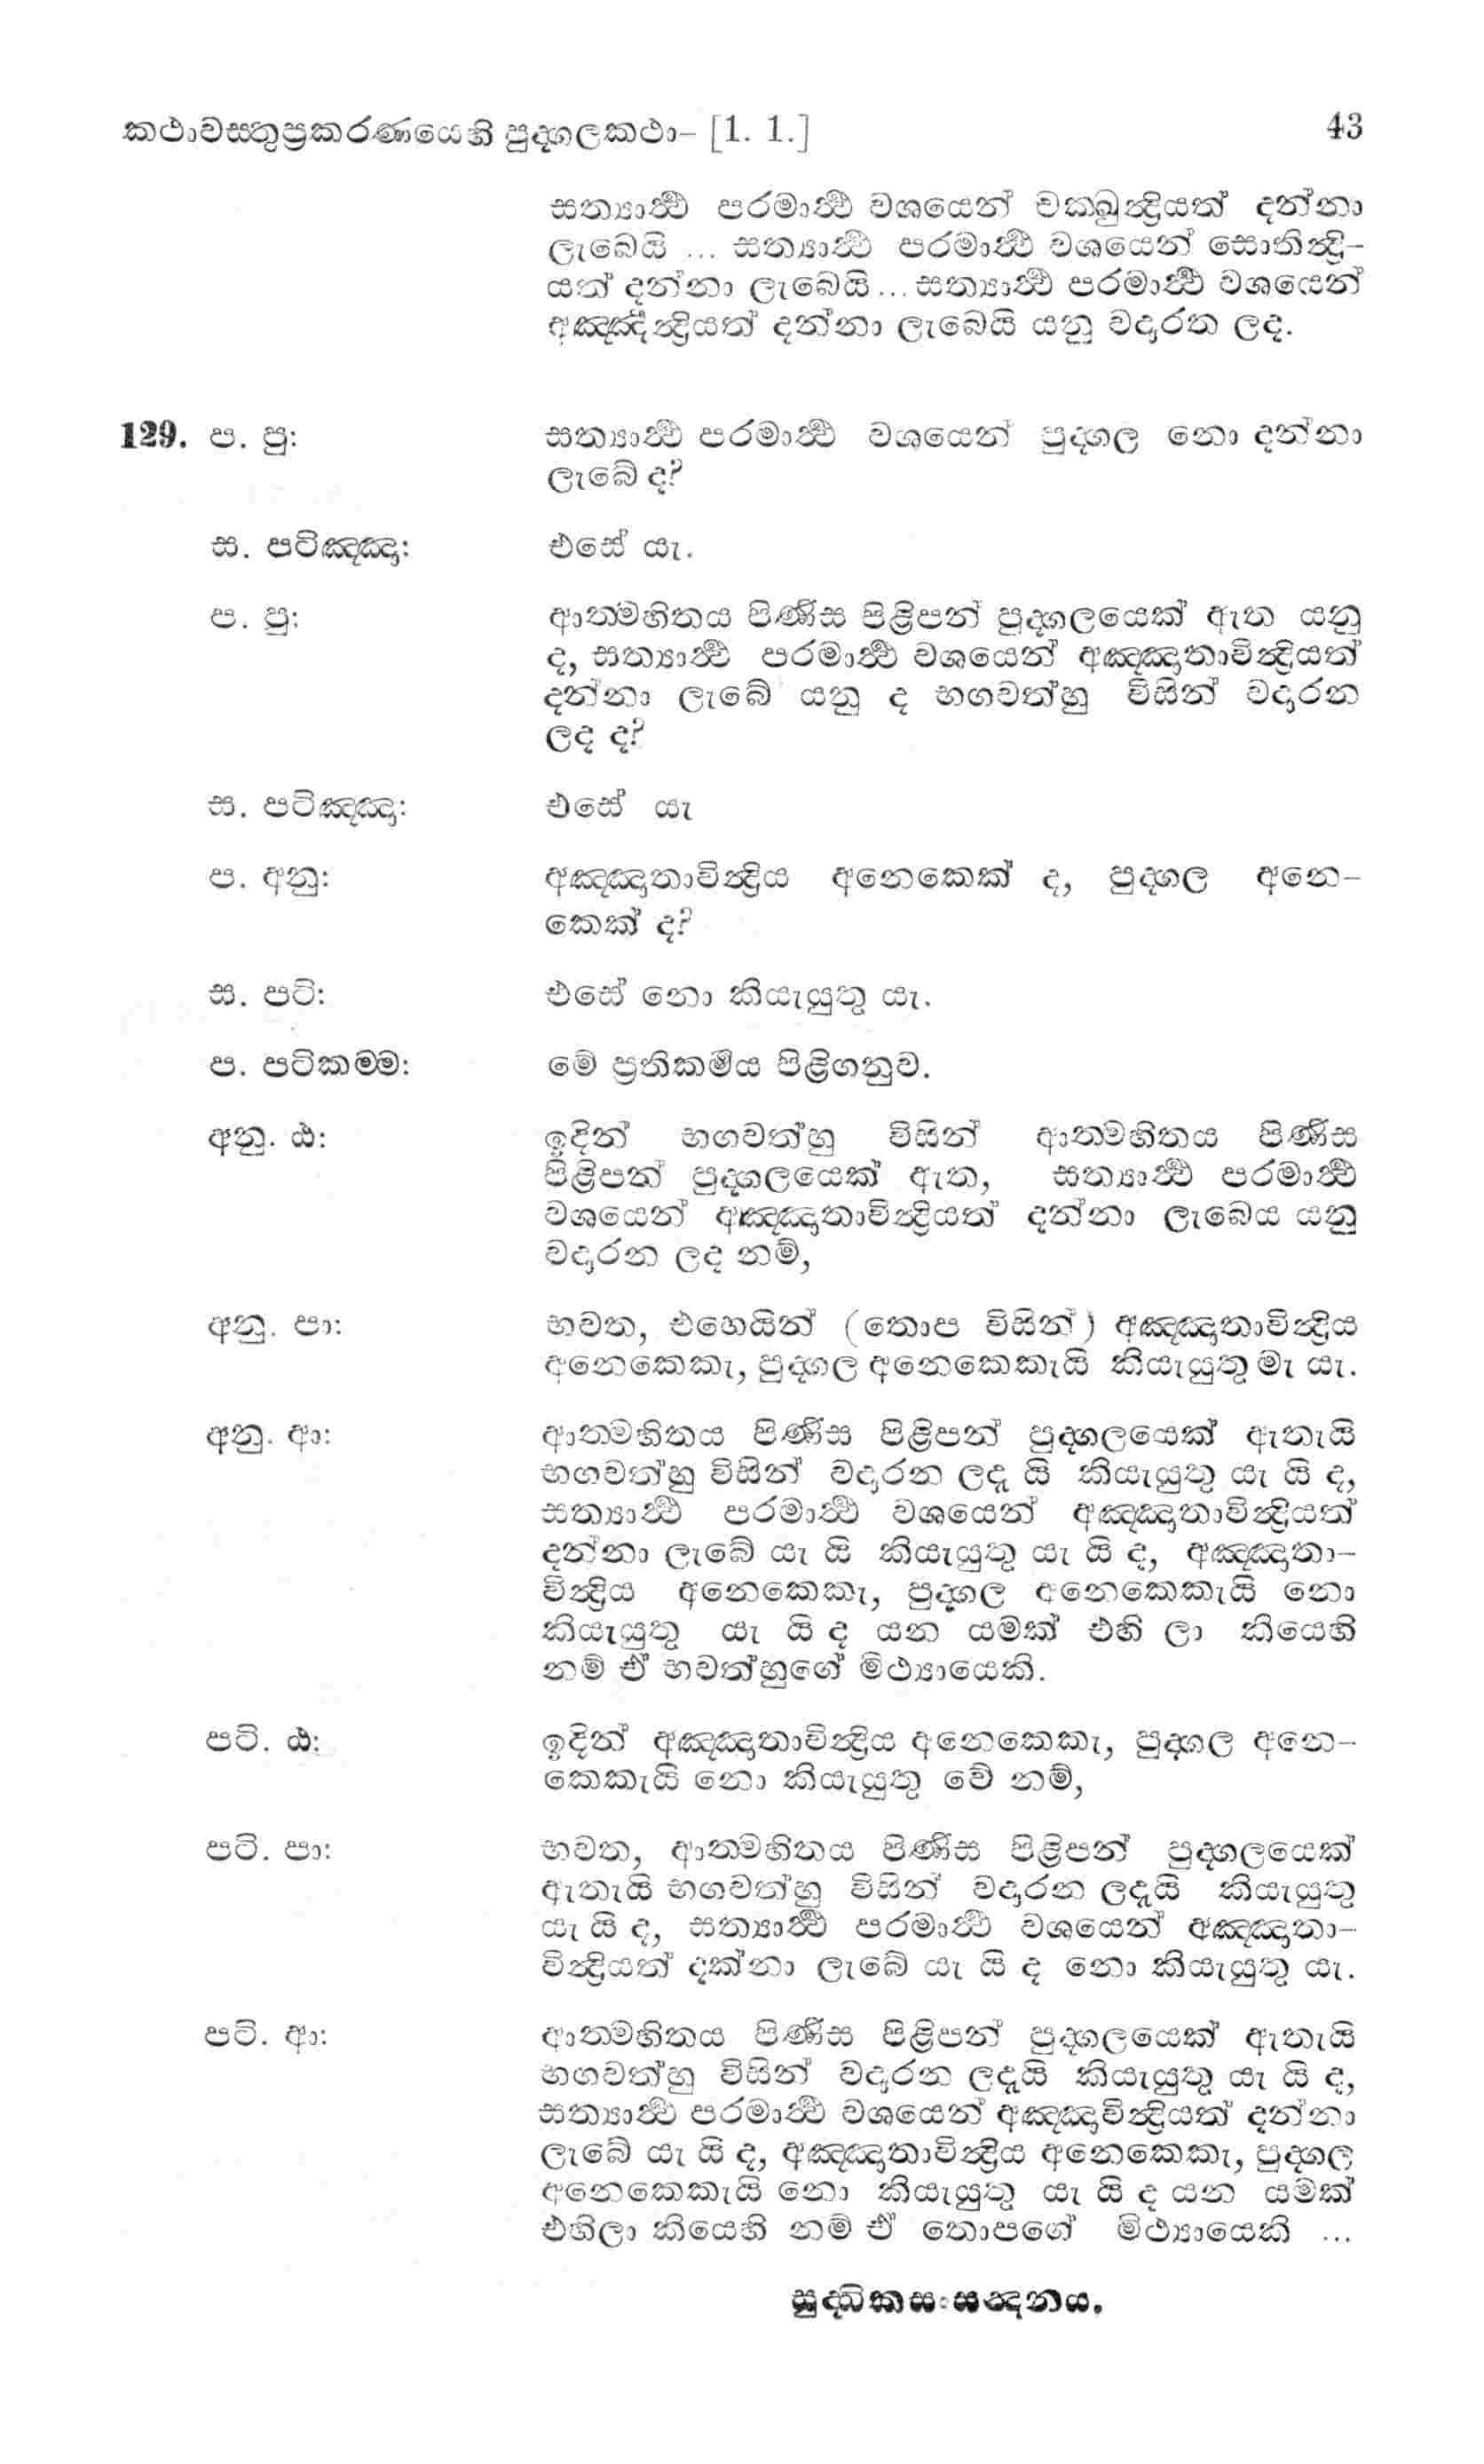 කථාවස්තුප්‍රකරණයෙහි පුද්ගලකථා– [1. 1.] 43
සත්‍යාර්‍ථ පරමාර්‍ථ වශයෙන් චක්ඛුන්‍ද්‍රියත් දන්නා
ලැබෙයි ... සත්‍යාර්‍ථ පරමාර්‍ථ වශයෙන් සොතින්‍ද්‍රි–
යත් දන්නා ලැබෙයි ... සත්‍යාර්‍ථ පරමාර්‍ථ වශයෙන්
අඤ්ඤින්‍ද්‍රියත් දන්නා ලැබෙයි යනු වදාරන ලද.
129. ප. පු: සත්‍යාර්‍ථ පරමාර්‍ථ වශයෙන් පුද්ගල නො දන්නා
ලැබේ ද?
ස. පටිඤ්ඤා: එසේ යැ.
ප. පු: ආත්මහිතය පිණිස පිළිපන් පුද්ගලයෙක් ඇත යනු
ද, සත්‍යාර්‍ථ පරමාර්‍ථ වශයෙන් අඤ්ඤාතාවින්‍ද්‍රියත්
දන්නා ලැබේ යනු ද භගවත්හු විසින් වදාරන
ලද ද?
ස. පටිඤ්ඤා: එසේ යැ
ප. අනු: අඤ්ඤාතාවින්‍ද්‍රිය අනෙකෙක් ද, පුද්ගල අනෙ–
කෙක් ද?
ස. පටි: එසේ නො කියැයුතු යැ.
ප. පටිකම්ම: මේ ප්‍රතිකර්‍මය පිළිගනුව.
අනු. ඨ: ඉදින් භගවත්හු විසින් ආත්මහිතය පිණිස
පිළිපන් පුද්ගලයෙක් ඇත, සත්‍යාර්‍ථ පරමාර්‍ථ
වශයෙන් අඤ්ඤාතාවින්‍ද්‍රියත් දන්නා ලැබෙය යනු
වදාරන ලද නම්,
අනු. පා: භවත, එහෙයින් (තොප විසින්) අඤ්ඤාතාවින්‍ද්‍රිය
අනෙකෙකැ, පුද්ගල අනෙකෙකැයි කියැයුතු මැ යැ.
අනු. ආ: ආත්මහිතය පිණිස පිළිපන් පුද්ගලයෙක් ඇතැයි
භගවත්හු විසින් වදාරන ලදැ යි කියැයුතු යැ යි ද,
සත්‍යාර්‍ථ පරමාර්‍ථ වශයෙන් අඤ්ඤාතාවින්‍ද්‍රියත්
දන්නා ලැබේ යැ යි කියැයුතු යැ යි ද, අඤ්ඤාතා–
වින්‍ද්‍රිය අනෙකෙකැ, පුද්ගල අනෙකෙකැයි නො
කියැයුතු යැ යි ද යන යමක් එහි ලා කියෙහි
නම් ඒ භවත්හුගේ මිථ්‍යායෙකි.
පටි. ඨ: ඉදින් අඤ්ඤාතාවින්‍ද්‍රිය අනෙකෙකැ, පුද්ගල අනෙ–
කෙකැයි නො කියැයුතු වේ නම්,
පටි. පා: භවත, ආත්මහිතය පිණිස පිළිපන් පුද්ගලයෙක්
ඇතැයි භගවත්හු විසින් වදාරන ලදැයි කියැයුතු
යැ යි ද, සත්‍යාර්‍ථ පරමාර්‍ථ වශයෙන් අඤ්ඤාතා–
වින්‍ද්‍රියත් දක්නා ලැබේ යැ යි ද නො කියැයුතු යැ.
පටි. ආ: ආත්මහිතය පිණිස පිළිපන් පුද්ගලයෙක් ඇතැයි
භගවත්හු විසින් වදාරන ලදැයි කියැයුතු යැ යි ද,
සත්‍යාර්‍ථ පරමාර්‍ථ වශයෙන් අඤ්ඤාවින්‍ද්‍රියත් දන්නා
ලැබේ යැ යි ද, අඤ්ඤාතාවින්‍ද්‍රිය අනෙකෙකැ, පුද්ගල
අනෙකෙකැයි නො කියැයුතු යැ යි ද යන යමක්
එහිලා කියෙහි නම් ඒ තොපගේ මිථ්‍යායෙකි ...
සුද්ධිකසංසන්‍දනය.